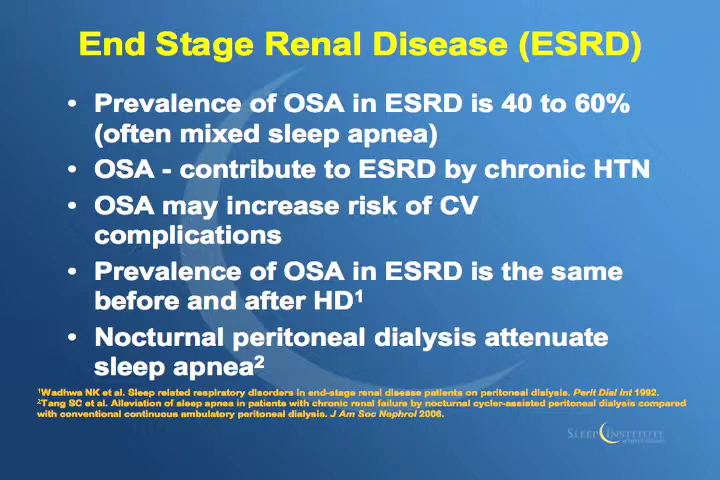 End Stage Renal Disease (ESRD)
• Prevalence of OSA in ESRD is 40 to 60%
(often mixed sleep apnea)
• OSA - contribute to ESRD by chronic HTN
• OSA may increase risk of CV
complications
• Prevalence of OSA in ESRD is the same
before and after HD¹
• Nocturnal peritoneal dialysis attenuate
sleep apnea²
¹Wadhwa NK et al. Sleep related respiratory disorders in end-stage renal disease patients on peritoneal dialysis. Perit Dial Int 1992.
²Tang SC et al. Alleviation of sleep apnea in patients with chronic renal failure by nocturnal cycler-assisted peritoneal dialysis compared
with conventional continuous ambulatory peritoneal dialysis. J Am Soc Nephrol 2006.
SLEEP INSTITUTE